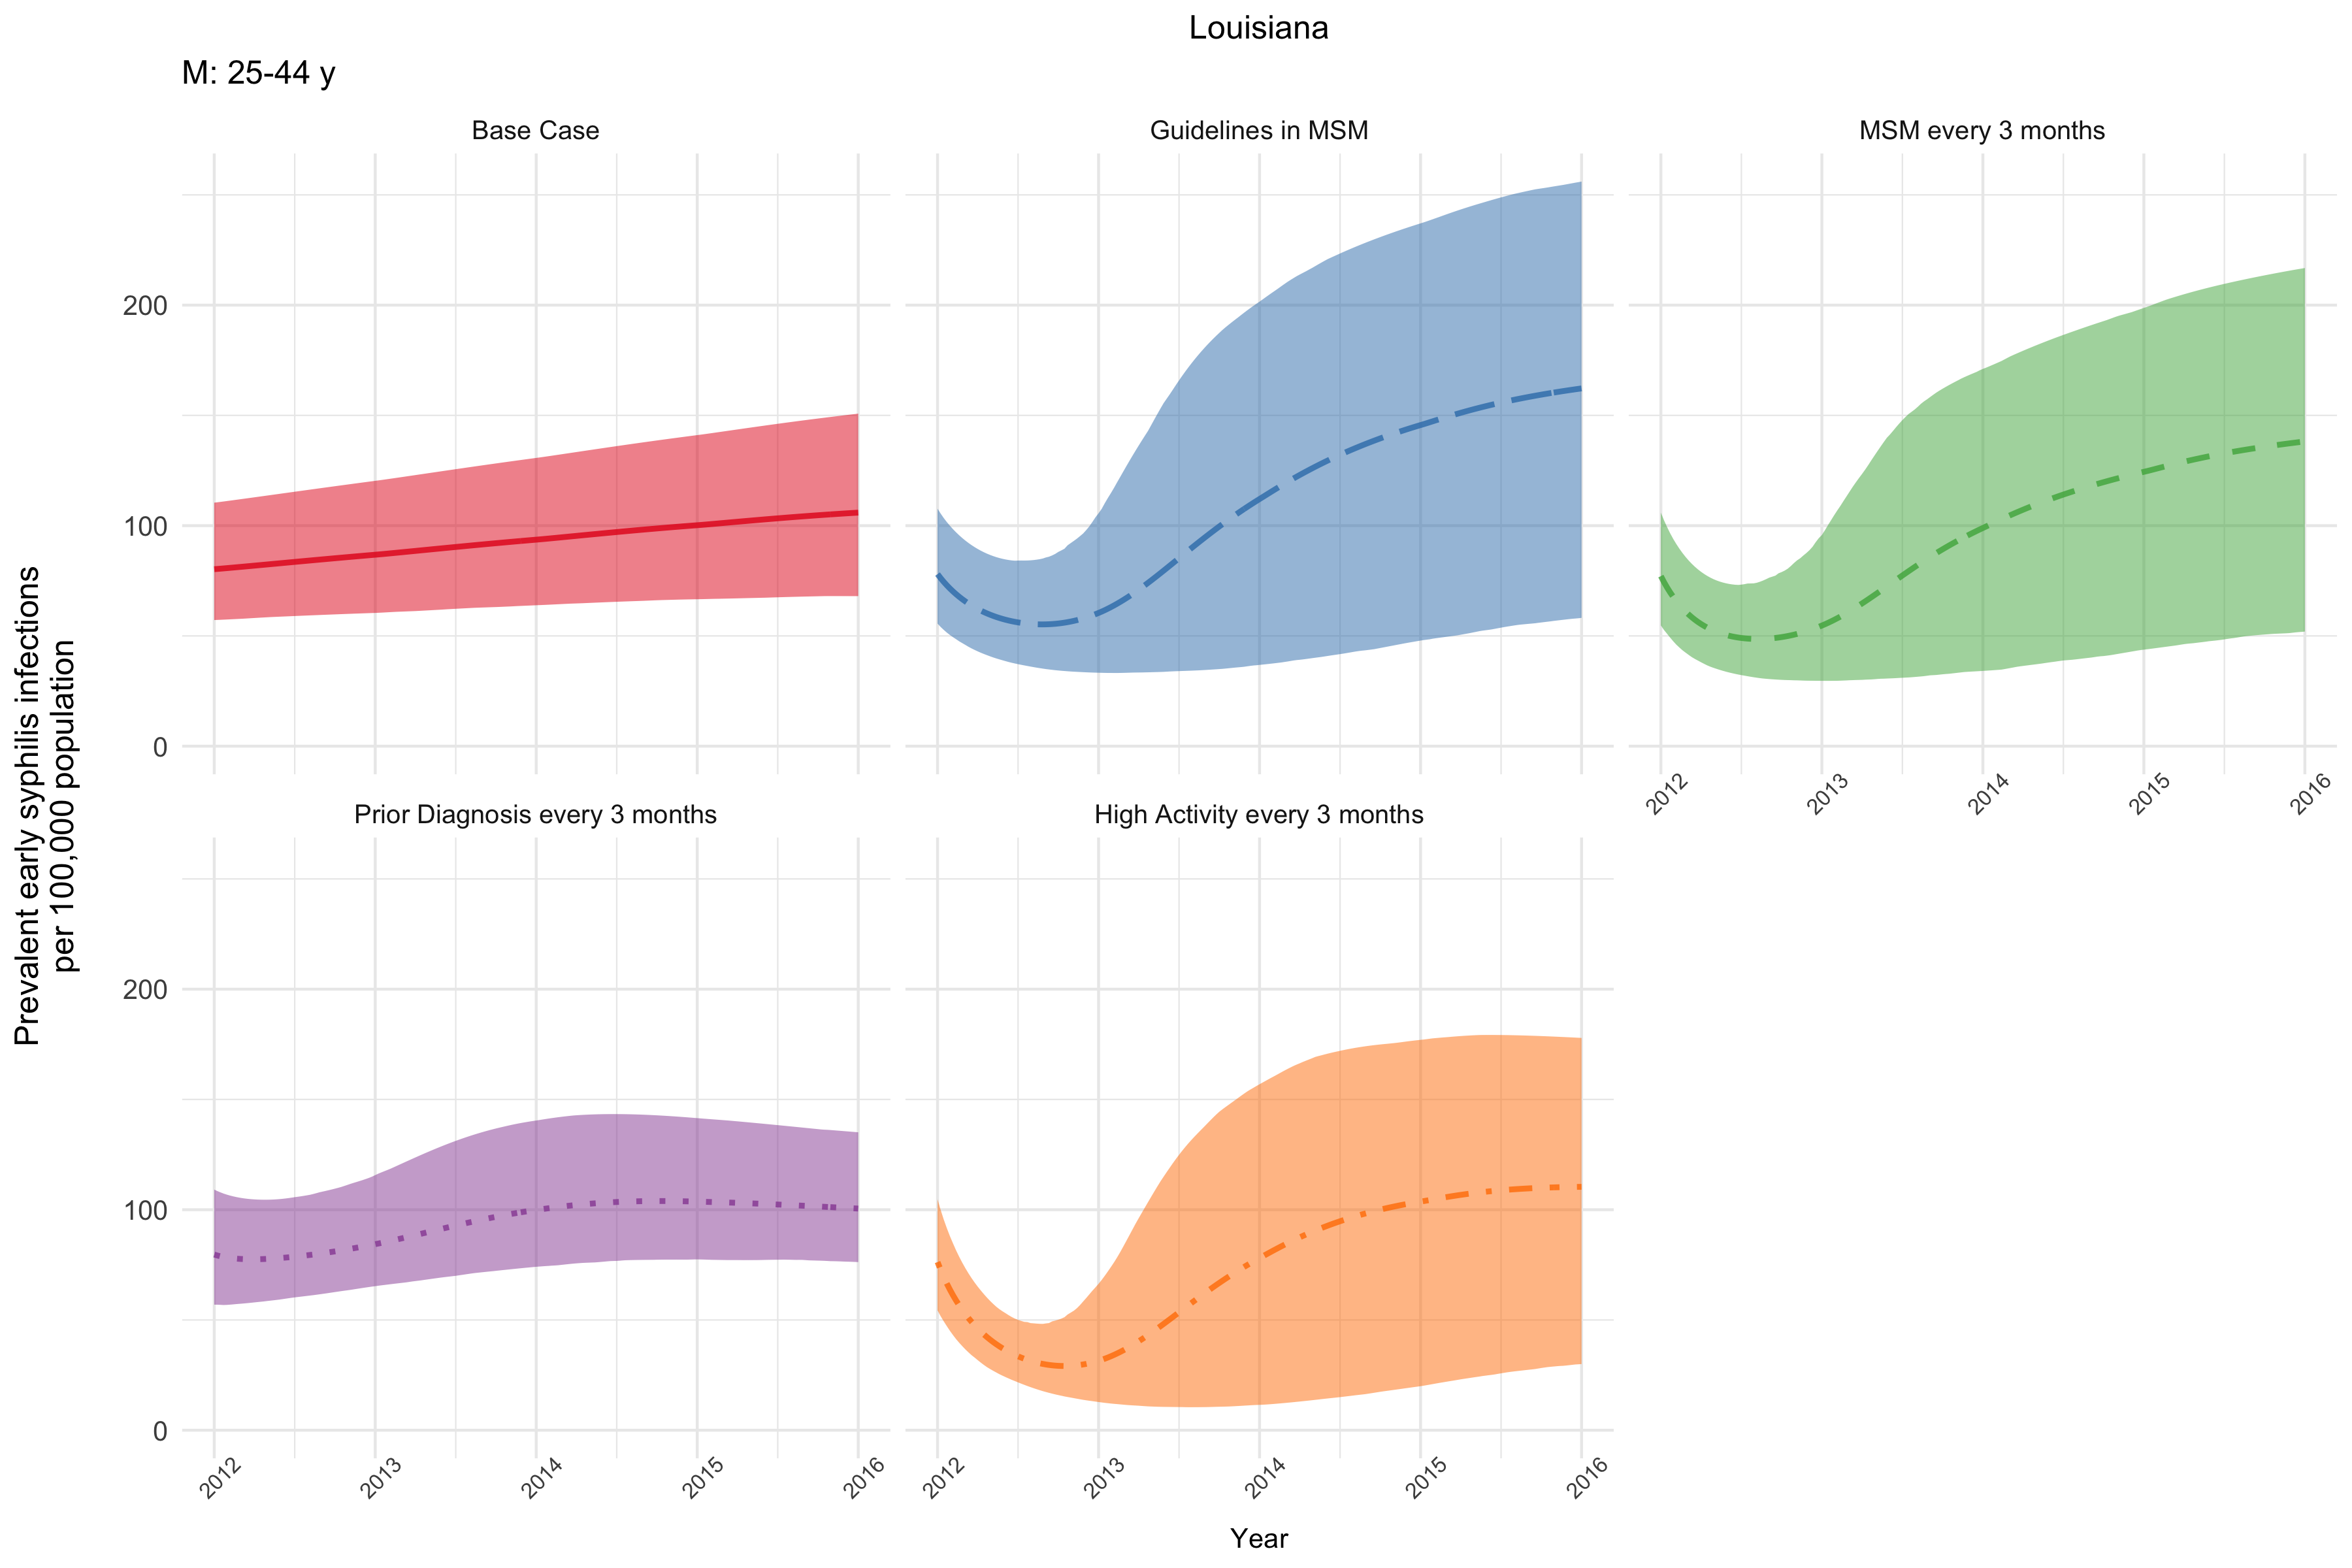 Louisiana
M: 25-44 y
Base Case
Guidelines in MSM
MSM every 3 months
200
100
0
2012
2013
2014
2015
2016
Prevalent early syphilis infections
per 100,000 population
Prior Diagnosis every 3 months
High Activity every 3 months
200
100
0
2012
2013
2014
2015
2016
2012
2013
2014
2015
2016
Year